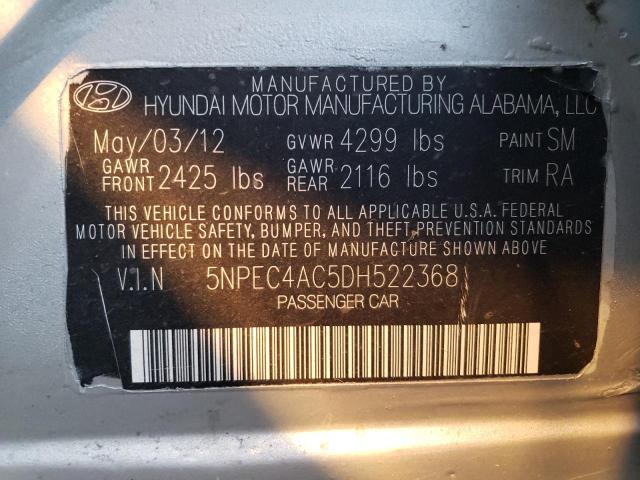 MANUFACTURED BY
HYUNDAI MOTOR MANUFACTURING ALABAMA, LLC
May/03/12 GVWR 4299 lbs PAINT SM
GAWR FRONT 2425 lbs GAWR REAR 2116 lbs TRIM RA
THIS VEHICLE CONFORMS TO ALL APPLICABLE U.S.A. FEDERAL
MOTOR VEHICLE SAFETY, BUMPER, AND THEFT PREVENTION STANDARDS
IN EFFECT ON THE DATE OF MANUFACTURE SHOWN ABOVE
V.I.N 5NPEC4AC5DH522368
PASSENGER CAR